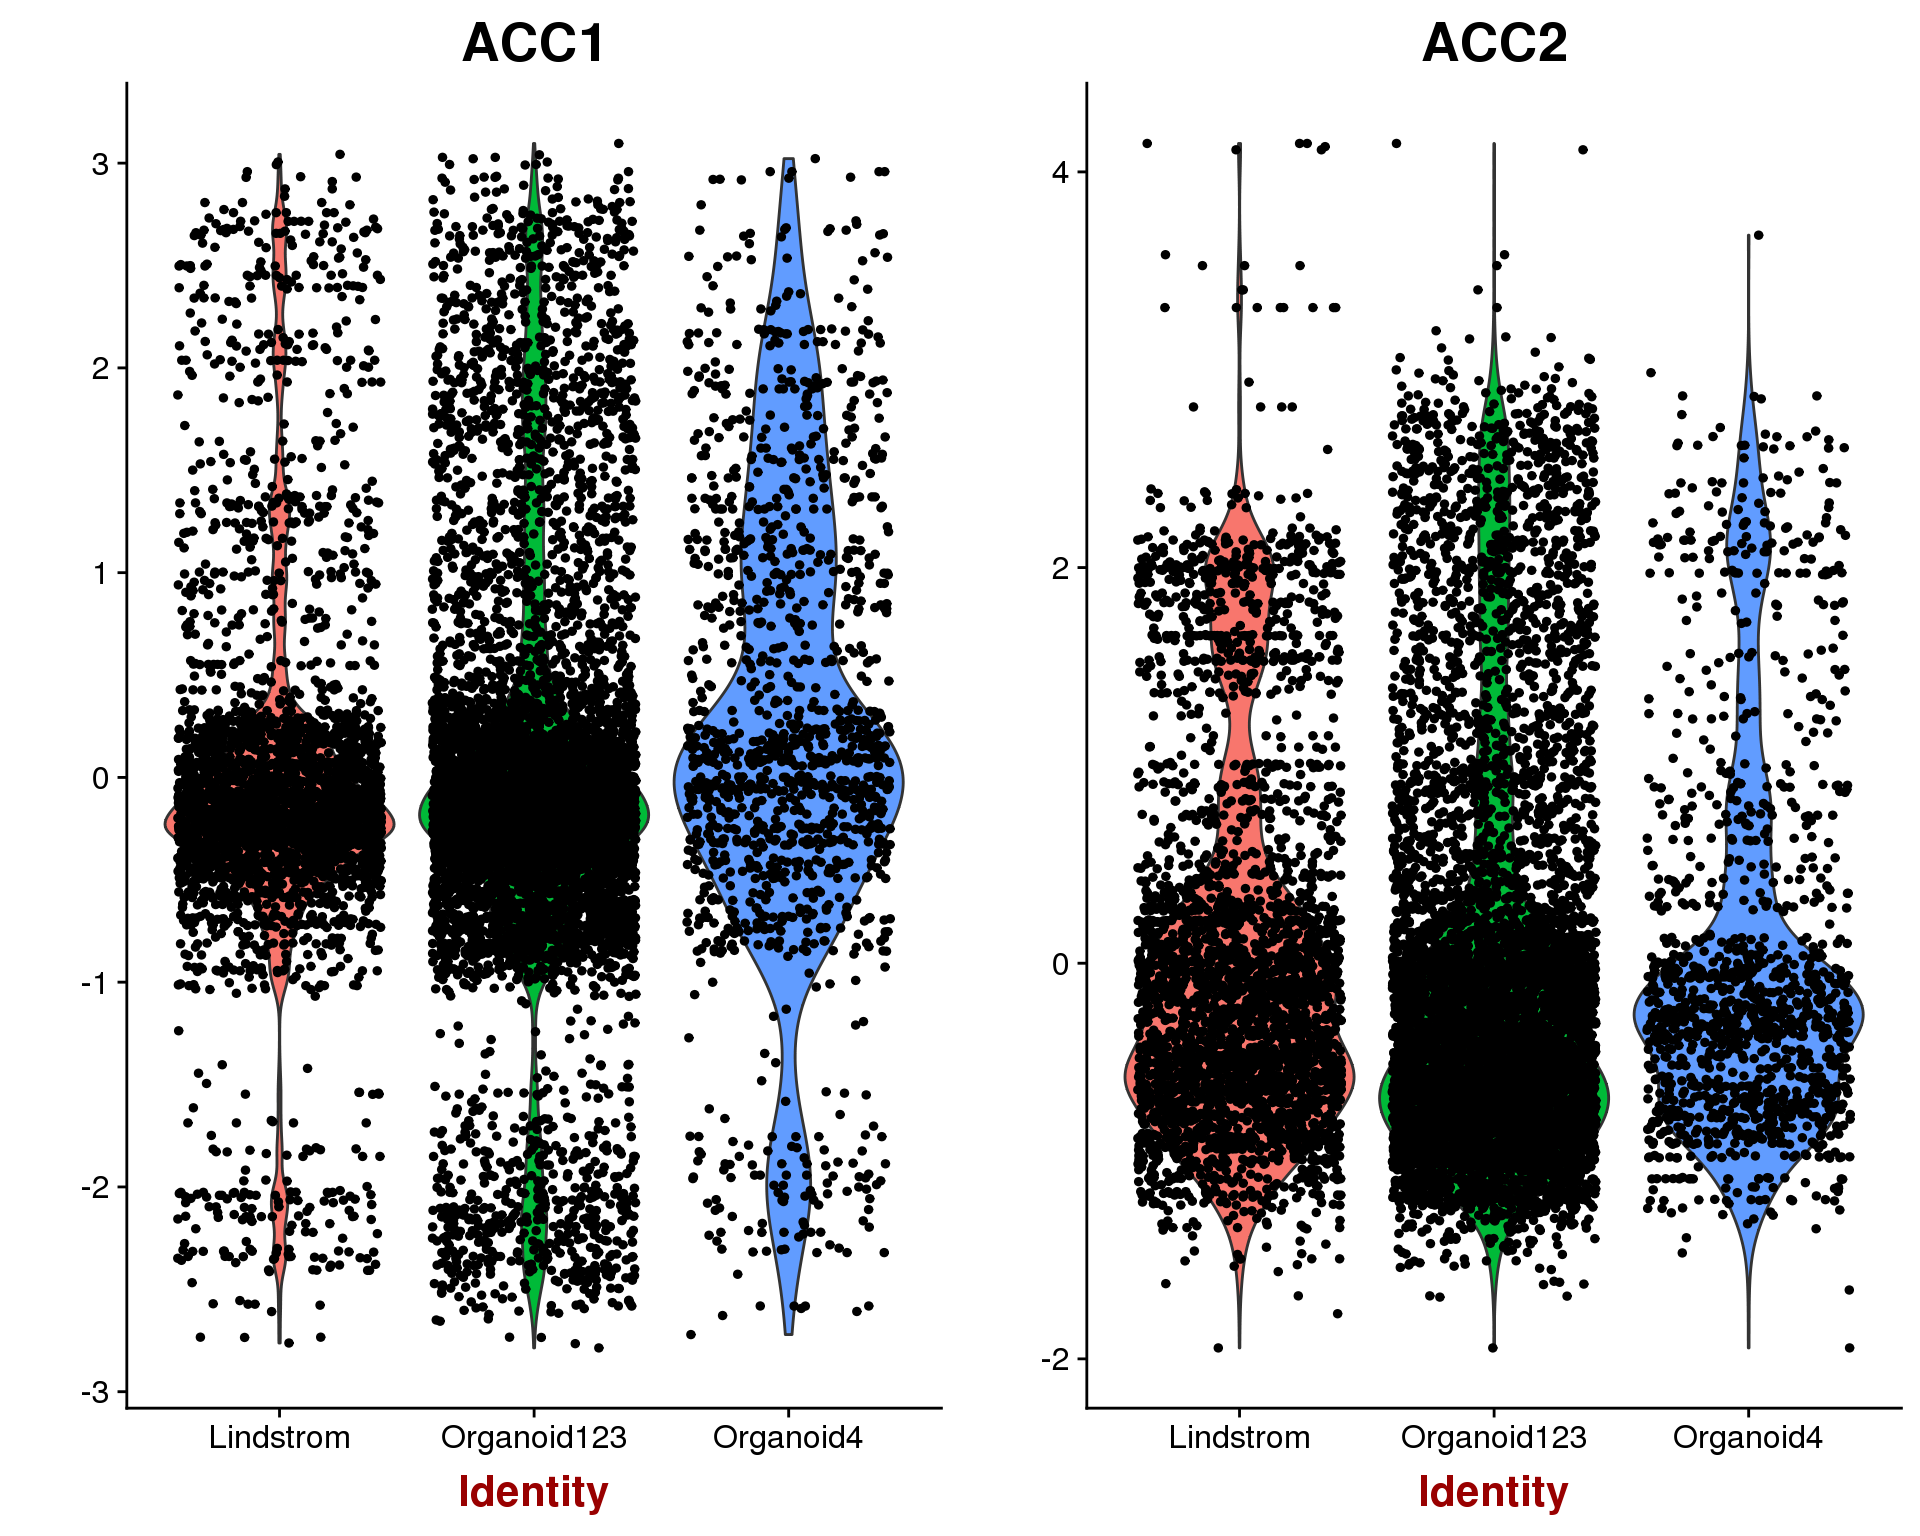 ACC1
3
2
1
0
-1
-2
-3
Lindstrom Organoid123 Organoid4
Identity
ACC2
4
2
0
-2
Lindstrom Organoid123 Organoid4
Identity